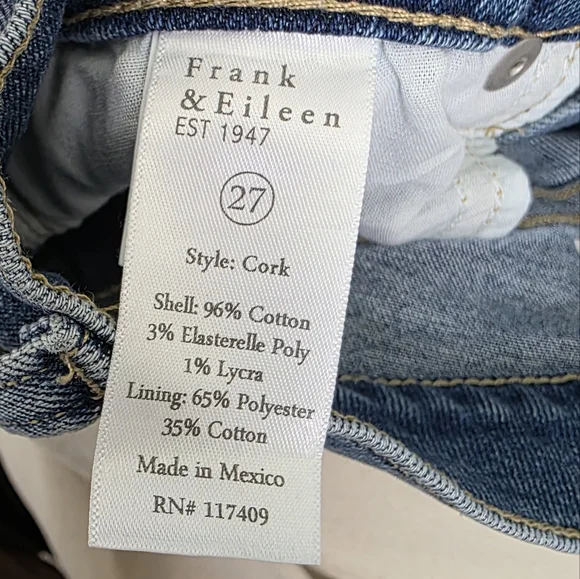 Frank
& Eileen
EST 1947
27
Style: Cork
Shell: 96% Cotton
3% Elasterelle Poly
1% Lycra
Lining: 65% Polyester
35% Cotton
Made in Mexico
RN# 117409